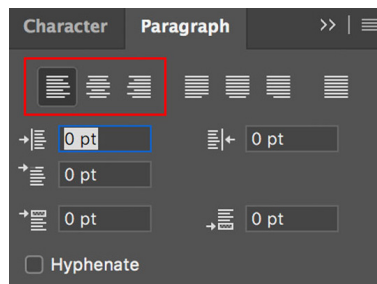 Character Paragraph >> |
0 pt 0 pt
0 pt
0 pt 0 pt
Hyphenate